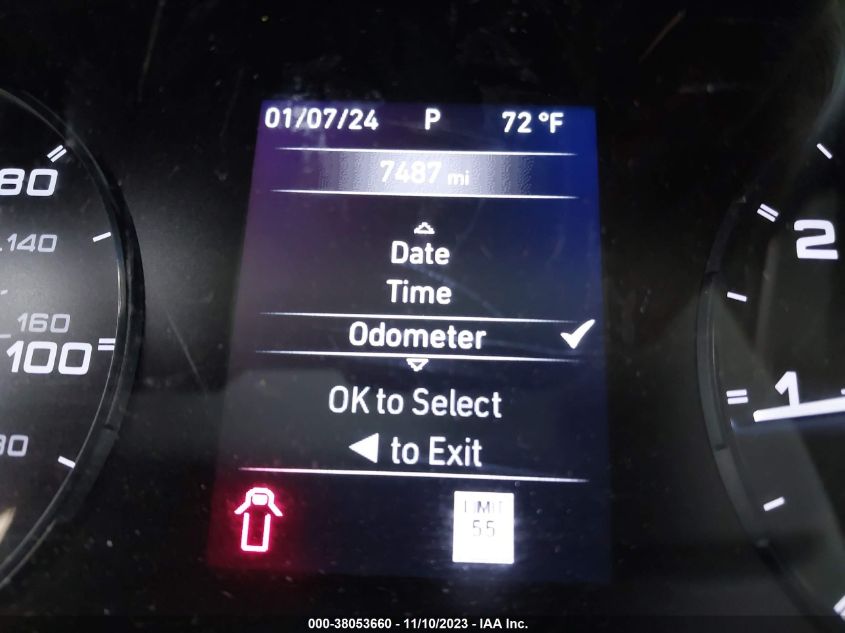 01/07/24 P 72 °F
7487 mi
Date
Time
Odometer
OK to Select
to Exit
LIMIT
55
80
140
160
100
2
1
000-38053660 - 11/10/2023 - IAA Inc.